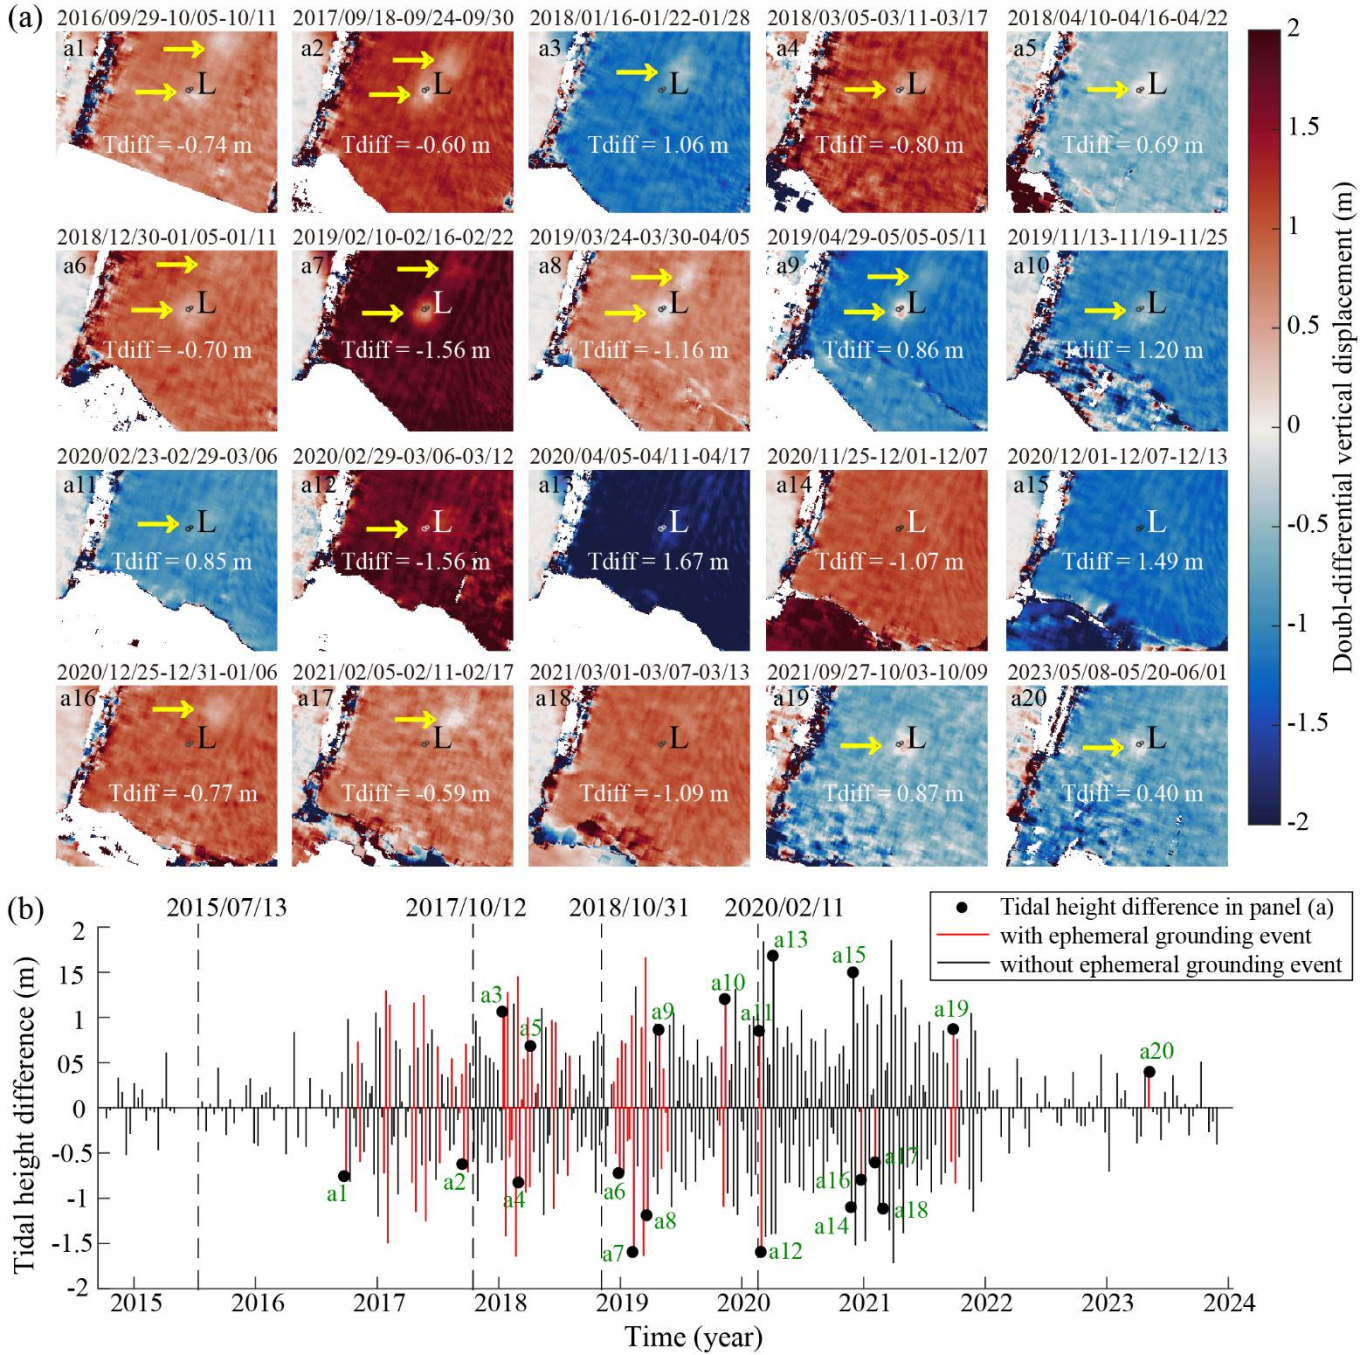 (a)
2016/09/29-10/05-10/11
2017/09/18-09/24-09/30
2018/01/16-01/22-01/28
2018/03/05-03/11-03/17
2018/04/10-04/16-04/22
a1
L
Tdiff = -0.74 m
a2
L
Tdiff = -0.60 m
a3
L
Tdiff = 1.06 m
a4
L
Tdiff = -0.80 m
a5
L
Tdiff = 0.69 m
2018/12/30-01/05-01/11
2019/02/10-02/16-02/22
2019/03/24-03/30-04/05
2019/04/29-05/05-05/11
2019/11/13-11/19-11/25
a6
L
Tdiff = -0.70 m
a7
L
Tdiff = -1.56 m
a8
L
Tdiff = -1.16 m
a9
L
Tdiff = 0.86 m
a10
L
Tdiff = 1.20 m
2020/02/23-02/29-03/06
2020/02/29-03/06-03/12
2020/04/05-04/11-04/17
2020/11/25-12/01-12/07
2020/12/01-12/07-12/13
a11
L
Tdiff = 0.85 m
a12
L
Tdiff = -1.56 m
a13
L
Tdiff = 1.67 m
a14
L
Tdiff = -1.07 m
a15
L
Tdiff = 1.49 m
2020/12/25-12/31-01/06
2021/02/05-02/11-02/17
2021/03/01-03/07-03/13
2021/09/27-10/03-10/09
2023/05/08-05/20-06/01
a16
L
Tdiff = -0.77 m
a17
L
Tdiff = -0.59 m
a18
L
Tdiff = -1.09 m
a19
L
Tdiff = 0.87 m
a20
L
Tdiff = 0.40 m
2
1.5
1
0.5
0
-0.5
-1
-1.5
-2
Doubl-differential vertical displacement (m)
(b)
2015/07/13
2017/10/12
2018/10/31
2020/02/11
Tidal height difference in panel (a)
with ephemeral grounding event
without ephemeral grounding event
Tidal height difference (m)
2
1.5
1
05
0
-0.5
-1
-1.5
-2
a1
a2
a3
a4
a5
a6
a7
a8
a9
a10
a11
a12
a13
a14
a15
a16
a17
a18
a19
a20
2015
2016
2017
2018
2019
2020
2021
2022
2023
2024
Time (year)